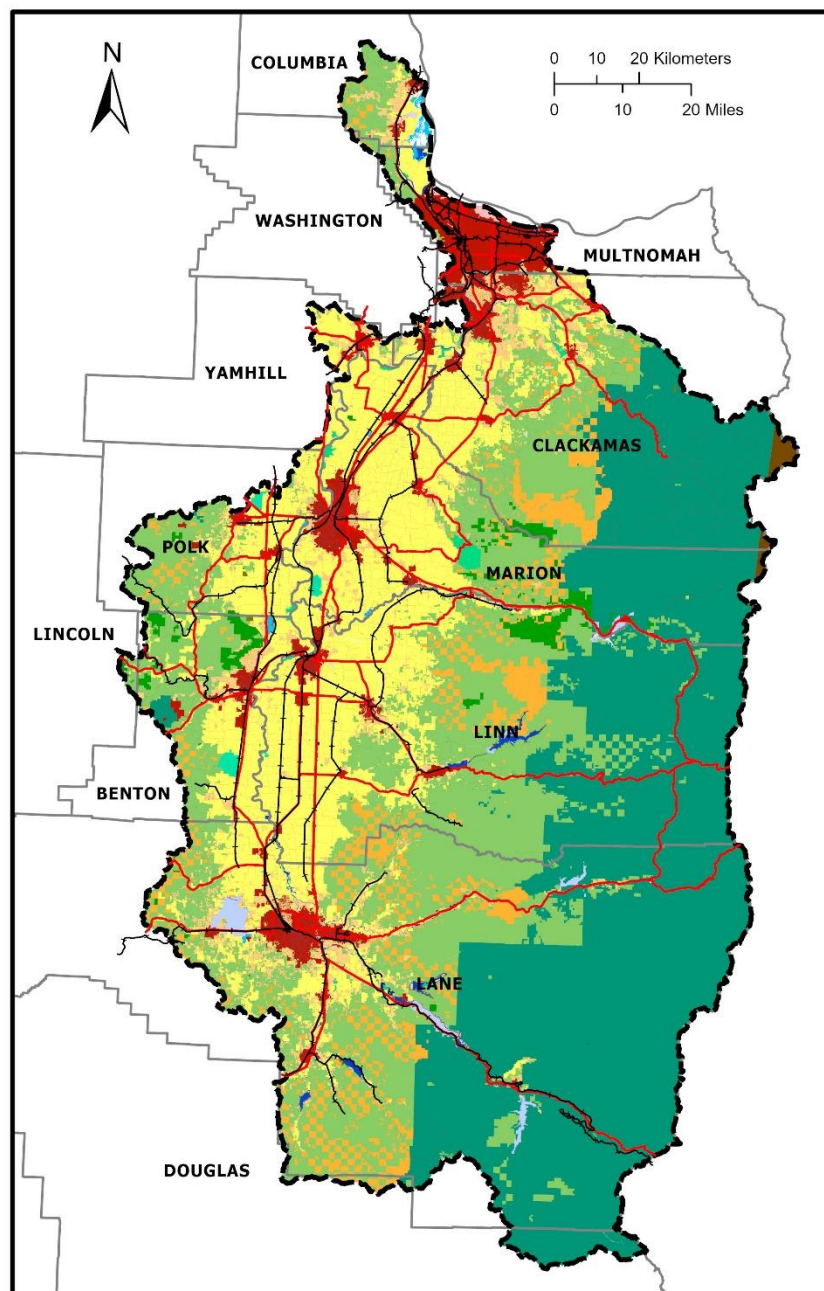 N
COLUMBIA
0 10 20 Kilometers
0 10 20 Miles
WASHINGTON
MULTNOMAH
YAMHILL
CLACKAMAS
POLK
MARION
LINCOLN
LINN
BENTON
LANE
DOUGLAS